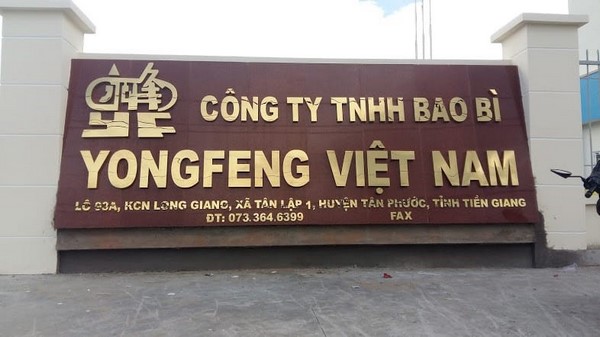 CÔNG TY TNHH BAO BÌ
YONGFENG VIỆT NAM
LÔ 93A, KCN LONG GIANG, XÃ TÂN LẬP 1, HUYỆN TÂN PHƯỚC, TỈNH TIỀN GIANG
ĐT: 073.364.6399 FAX